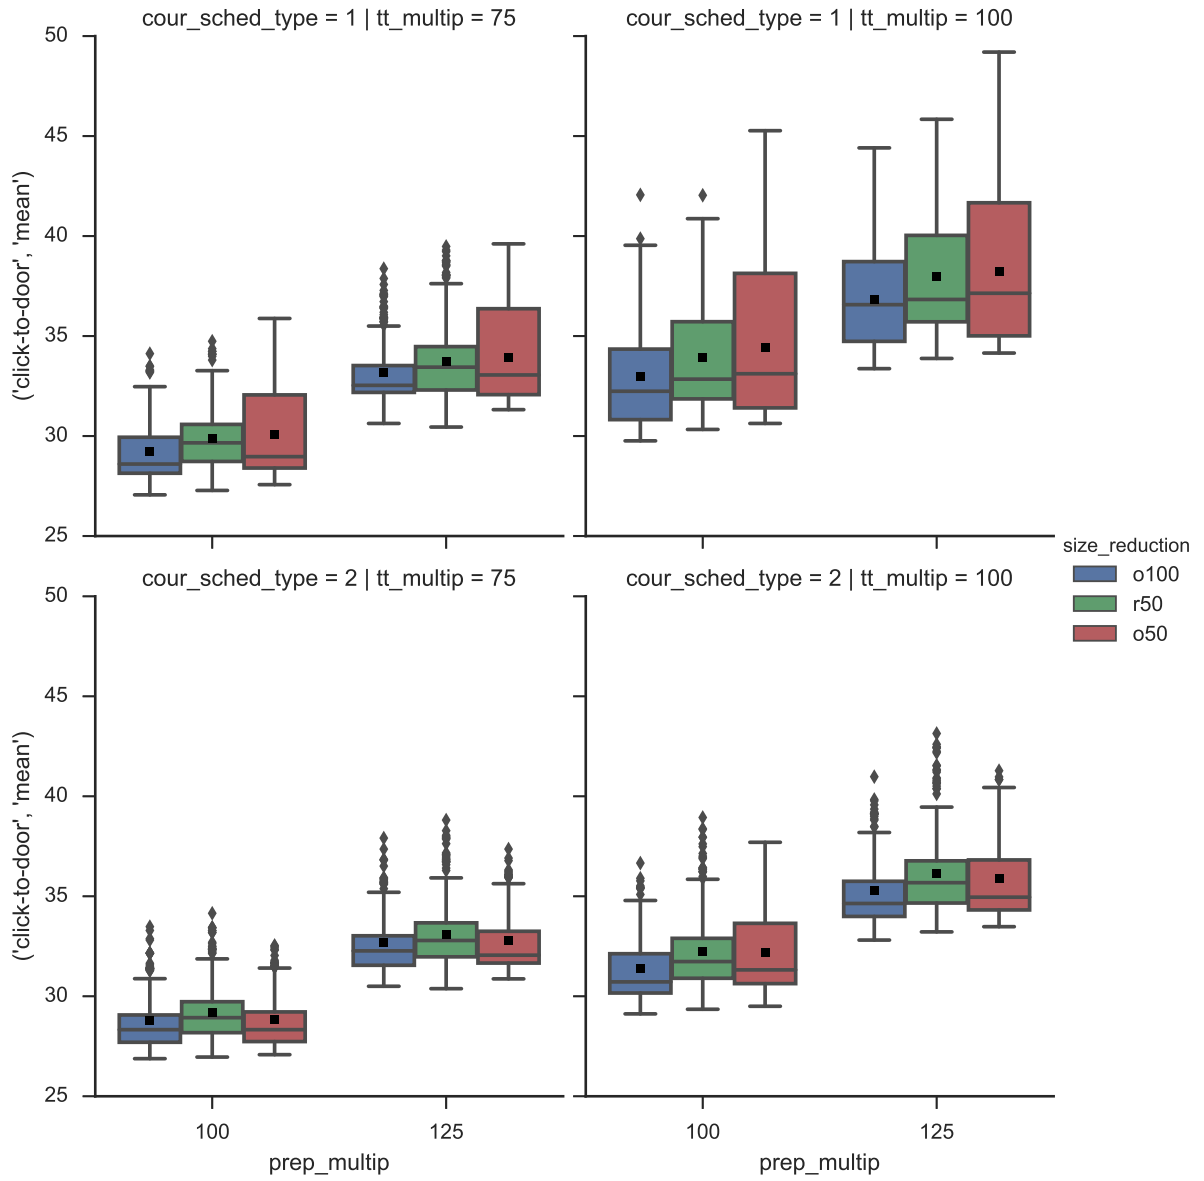 cour_sched_type = 1 | tt_multip = 75
cour_sched_type = 1 | tt_multip = 100
50
45
40
35
30
25
('click-to-door', 'mean')
size_reduction
o100
r50
o50
cour_sched_type = 2 | tt_multip = 75
cour_sched_type = 2 | tt_multip = 100
50
45
40
35
30
25
('click-to-door', 'mean')
100
125
100
125
prep_multip
prep_multip